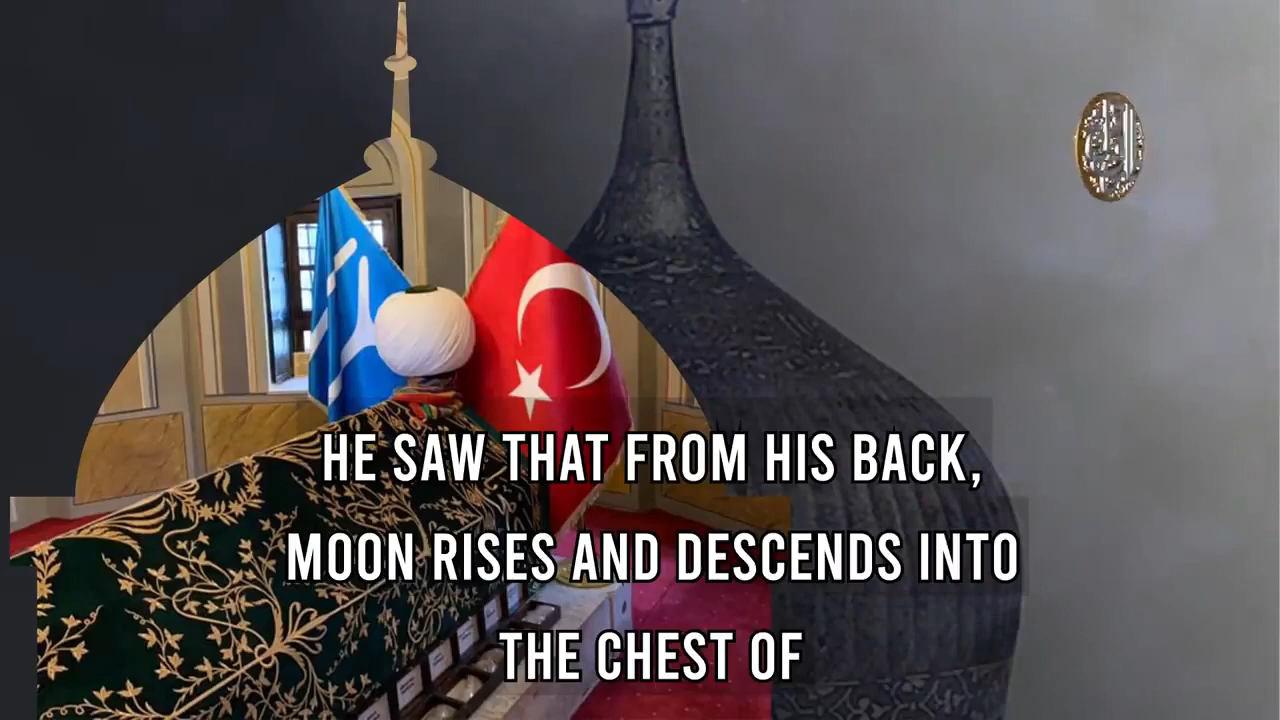 HE SAW THAT FROM HIS BACK,
MOON RISES AND DESCENDS INTO
THE CHEST OF